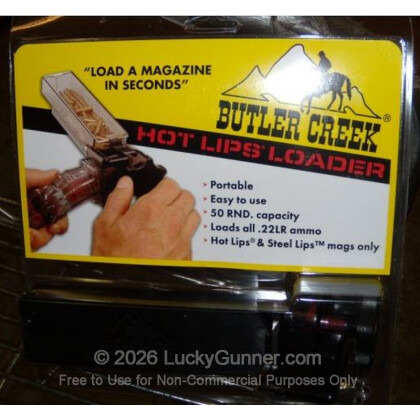 "LOAD A MAGAZINE
IN SECONDS"
BUTLER CREEK®
HOT LIPS® LOADER
> Portable
> Easy to use
> 50 RND. capacity
> Loads all .22LR ammo
> Hot Lips® & Steel Lips™ mags only
© 2026 LuckyGunner.com
Free to Use for Non-Commercial Purposes Only